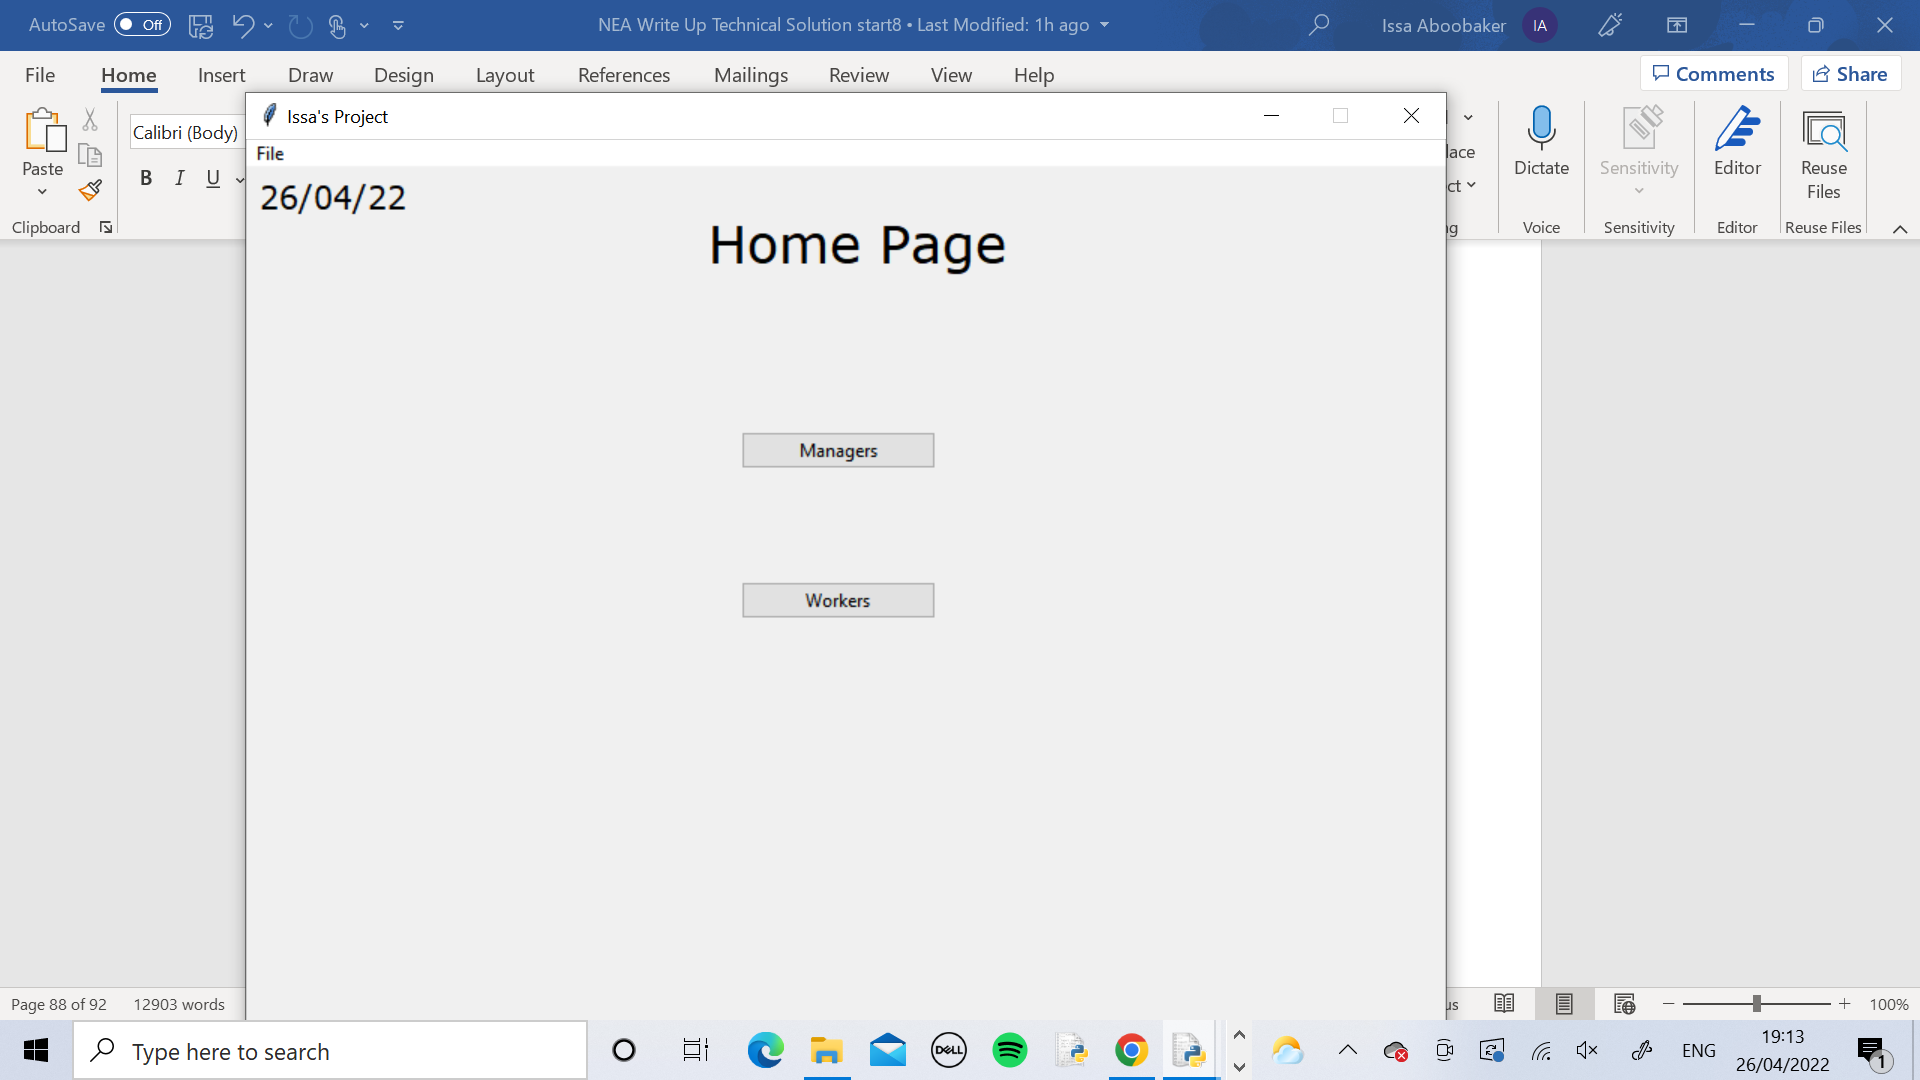 AutoSave Off
NEA Write Up Technical Solution start8 • Last Modified: 1h ago
Issa Aboobaker IA
File Home Insert Draw Design Layout References Mailings Review View Help
Comments Share
Issa's Project
File
26/04/22
Home Page
Managers
Workers
Calibri (Body)
Paste
B I U
Clipboard
lace
ct
Dictate
Sensitivity
Editor
Reuse
Files
Voice Sensitivity Editor Reuse Files
Page 88 of 92 12903 words
us
100%
Type here to search
DELL
ENG
19:13
26/04/2022
1